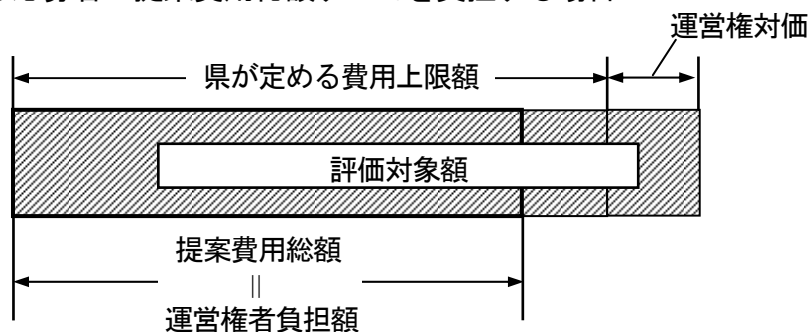 運営権対価
県が定める費用上限額
評価対象額
提案費用総額
||
運営権者負担額